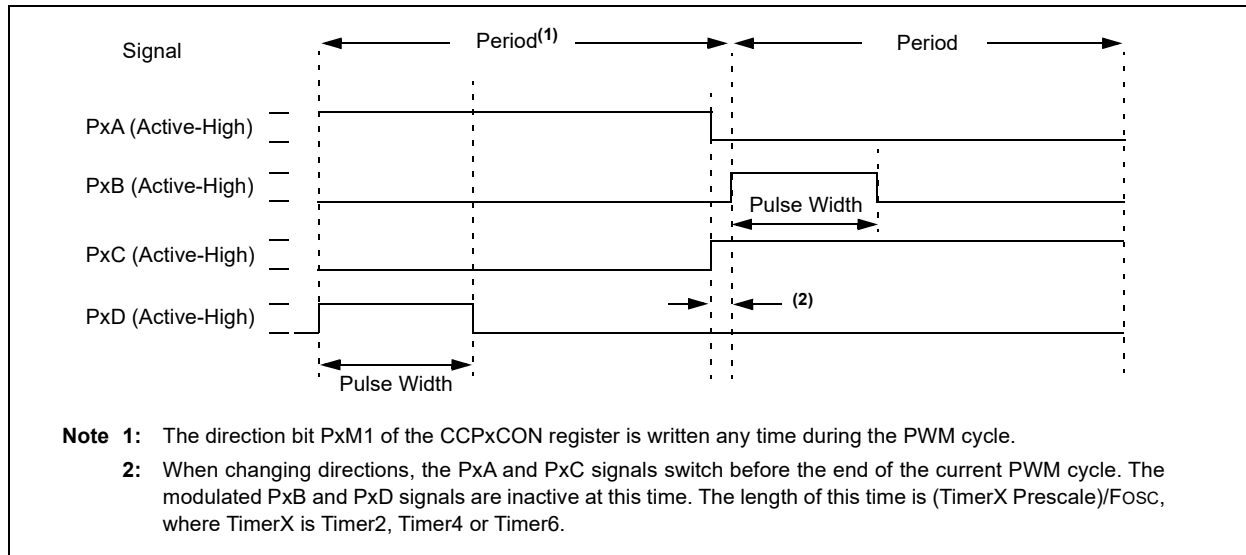 Signal
Period(1)
Period
PxA (Active-High)
PxB (Active-High)
Pulse Width
PxC (Active-High)
(2)
PxD (Active-High)
Pulse Width
Note 1: The direction bit PxM1 of the CCPxCON register is written any time during the PWM cycle.
2: When changing directions, the PxA and PxC signals switch before the end of the current PWM cycle. The
modulated PxB and PxD signals are inactive at this time. The length of this time is (TimerX Prescale)/FOSC,
where TimerX is Timer2, Timer4 or Timer6.